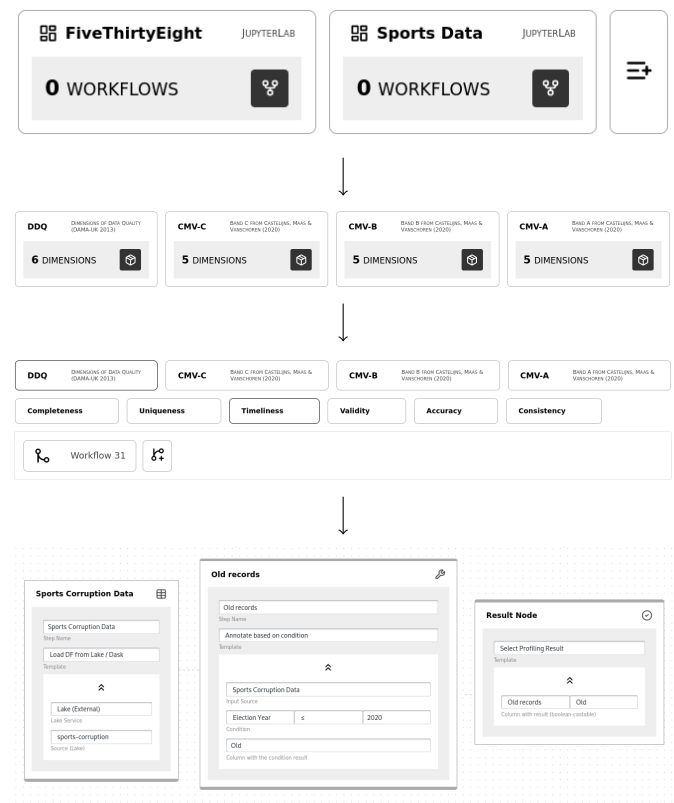 FiveThirtyEight JUPYTERLAB
0 WORKFLOWS
Sports Data JUPYTERLAB
0 WORKFLOWS
DDQ
DIMENSIONS OF DATA QUALITY
(DAMA-UK 2013)
6 DIMENSIONS
CMV-C
BAND C FROM CASTELIJNS, MAAS &
VANSCHOREN (2020)
5 DIMENSIONS
CMV-B
BAND B FROM CASTELIJNS, MAAS &
VANSCHOREN (2020)
5 DIMENSIONS
CMV-A
BAND A FROM CASTELIJNS, MAAS &
VANSCHOREN (2020)
5 DIMENSIONS
DDQ
DIMENSIONS OF DATA QUALITY
(DAMA-UK 2013)
CMV-C
BAND C FROM CASTELIJNS, MAAS &
VANSCHOREN (2020)
CMV-B
BAND B FROM CASTELIJNS, MAAS &
VANSCHOREN (2020)
CMV-A
BAND A FROM CASTELIJNS, MAAS &
VANSCHOREN (2020)
Completeness
Uniqueness
Timeliness
Validity
Accuracy
Consistency
Workflow 31
Sports Corruption Data
Sports Corruption Data
Step Name
Load DF from Lake / Dask
Template
Lake (External)
Lake Service
sports-corruption
Source (Lake)
Old records
Old records
Step Name
Annotate based on condition
Template
Sports Corruption Data
Input Source
Election Year ≤ 2020
Condition
Old
Column with the condition result
Result Node
Select Profiling Result
Template
Old records Old
Column with result (boolean-castable)